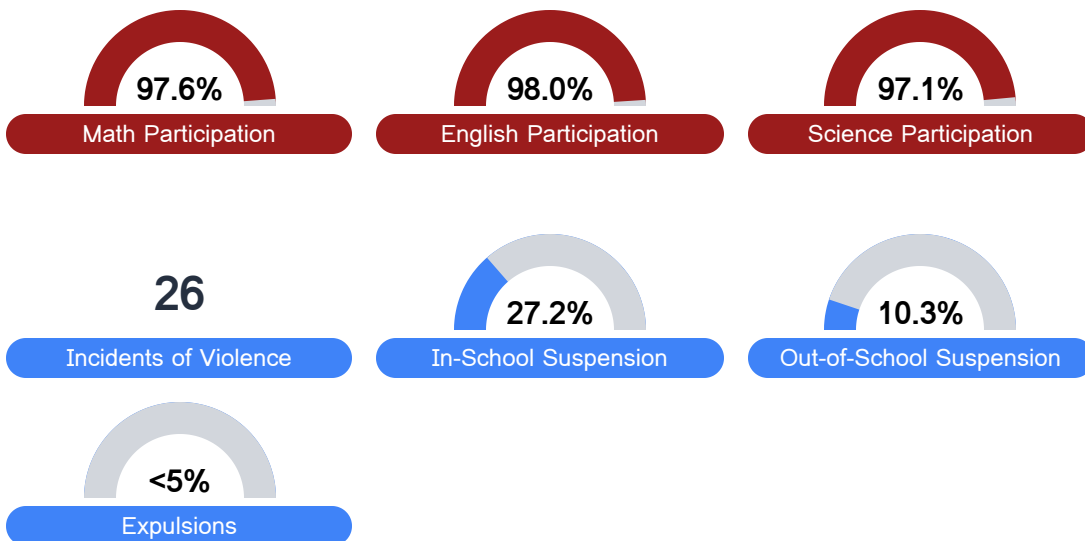 97.6%
Math Participation
98.0%
English Participation
97.1%
Science Participation
26
Incidents of Violence
27.2%
In-School Suspension
10.3%
Out-of-School Suspension
<5%
Expulsions